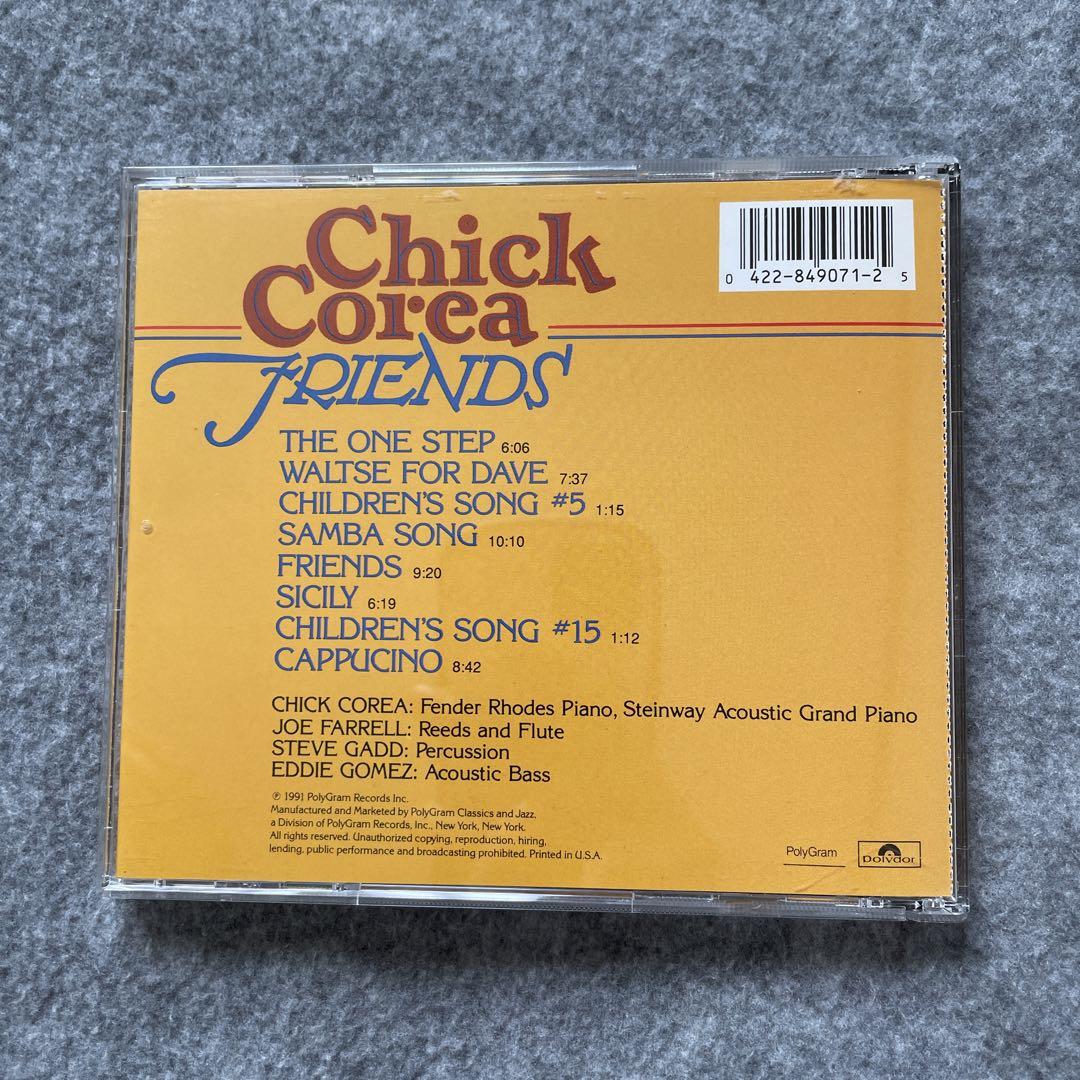 Chick
Corea
FRIENDS
0 422-849071-2 5
THE ONE STEP 6:06
WALTSE FOR DAVE 7:37
CHILDREN'S SONG #5 1:15
SAMBA SONG 10:10
FRIENDS 9:20
SICILY 6:19
CHILDREN'S SONG #15 1:12
CAPPUCINO 8:42
CHICK COREA: Fender Rhodes Piano, Steinway Acoustic Grand Piano
JOE FARRELL: Reeds and Flute
STEVE GADD: Percussion
EDDIE GOMEZ: Acoustic Bass
℗ 1991 PolyGram Records Inc.
Manufactured and Marketed by PolyGram Classics and Jazz,
a Division of PolyGram Records, Inc., New York, New York.
All rights reserved. Unauthorized copying, reproduction, hiring,
lending, public performance and broadcasting prohibited. Printed in U.S.A.
PolyGram
polydor